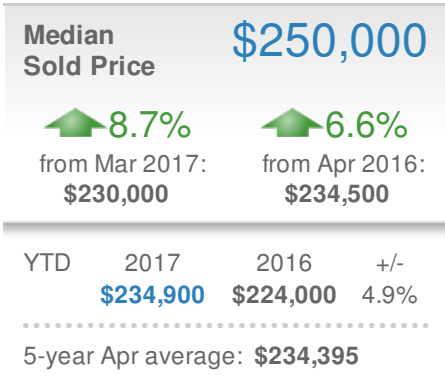 Median $250,000
Sold Price
8.7% 6.6%
from Mar 2017: from Apr 2016:
$230,000 $234,500
YTD 2017 2016 +/-
$234,900 $224,000 4.9%
5-year Apr average: $234,395